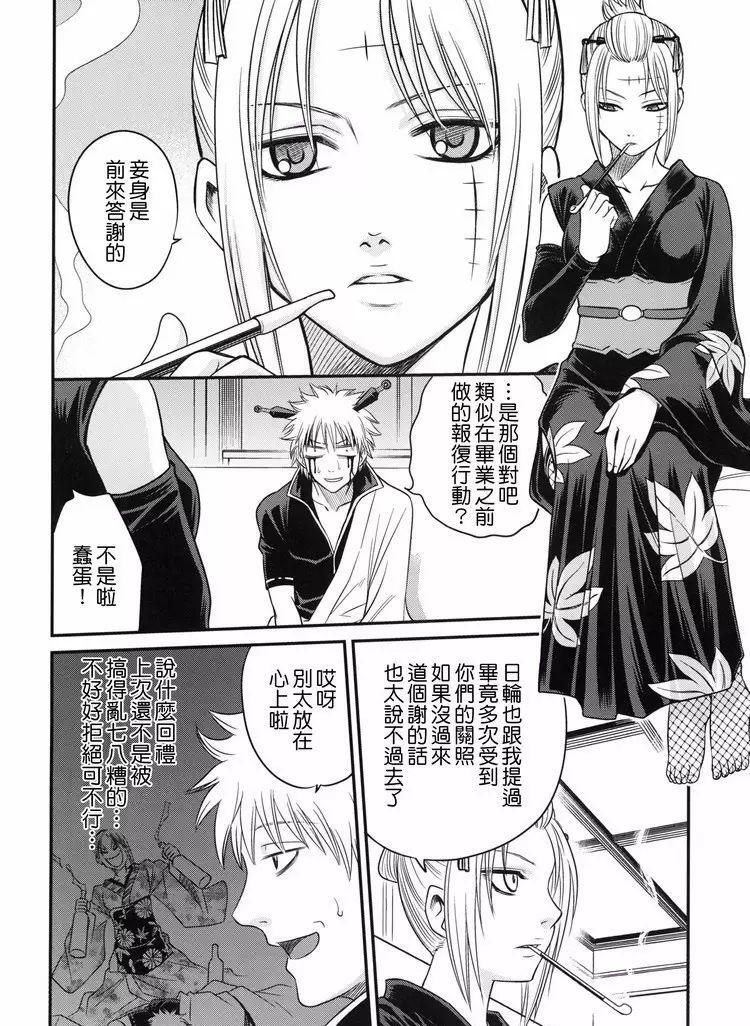 妾身是
前來答謝的
…是那個對吧
類似在畢業之前
做的報復行動？
不是啦
蠢蛋！
日輪也跟我提過
畢竟多次受到
你們的關照
如果沒過來
道個謝的話
也太說不過去了
哎呀
別太放在
心上啦
說什麼回禮
上次還不是被
搞得亂七八糟的…
不好好拒絕可不行…